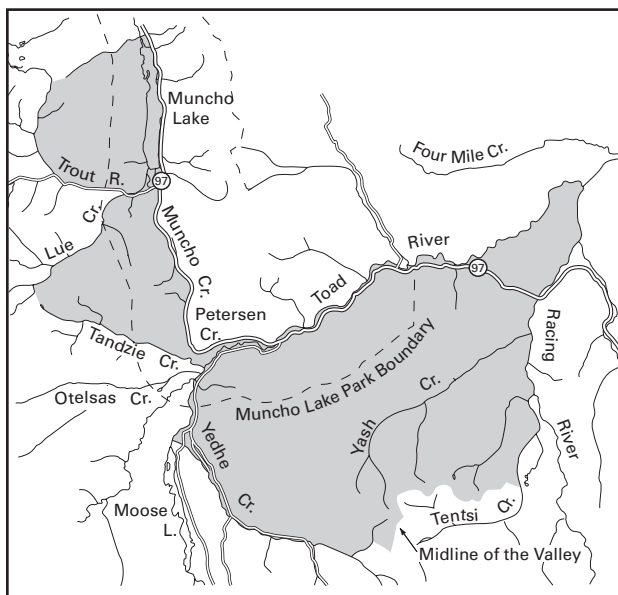 Muncho
Lake
Four Mile Cr.
Trout R.
97
River
97
Lue Cr.
Muncho Cr.
Toad
Petersen
Cr.
Racing
River
Tandzie Cr.
Otelsas Cr.
Muncho Lake Park Boundary
Yash Cr.
Yedhe
Cr.
Moose
L.
Tentsi Cr.
Midline of the Valley